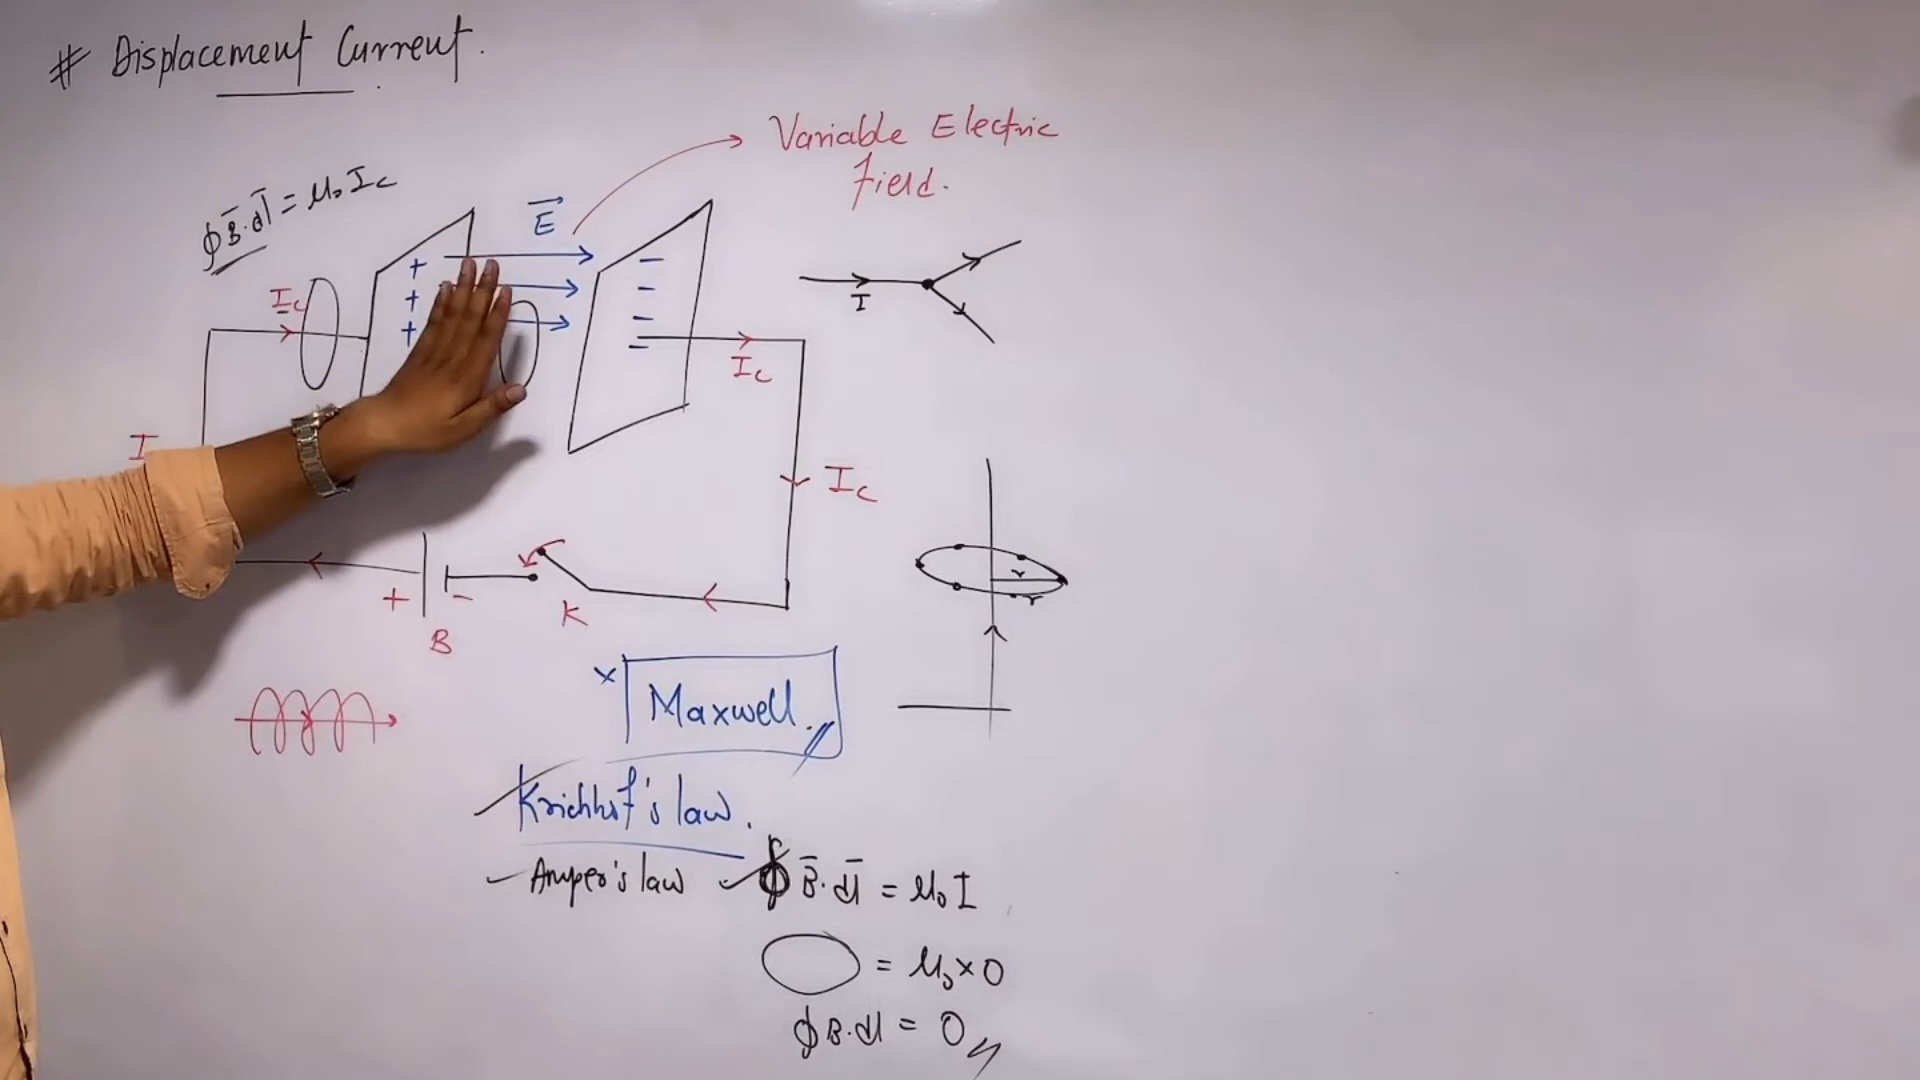 # Displacement Current.
Variable Electric
Field.
∮B̅·dl̅ = μ₀Ic
E⃗
+ −
+ −
+ −
−
Ic
I
Ic
I
Ic
+ −
B
K
r
r
× Maxwell
Krichhof's law.
- Amper's law ∮ B̅·dl̅ = μ₀I
= μ₀×0
∮B·dl = 0